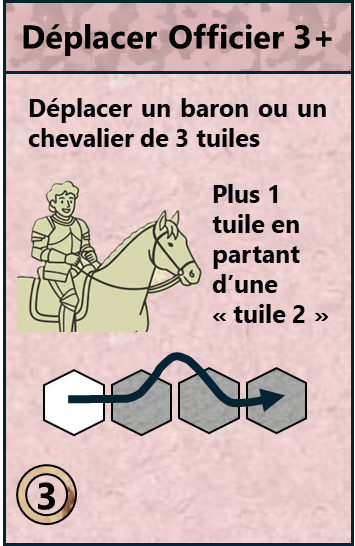 Déplacer Officier 3+
Déplacer un baron ou un
chevalier de 3 tuiles
Plus 1
tuile en
partant
d’une
« tuile 2 »
3